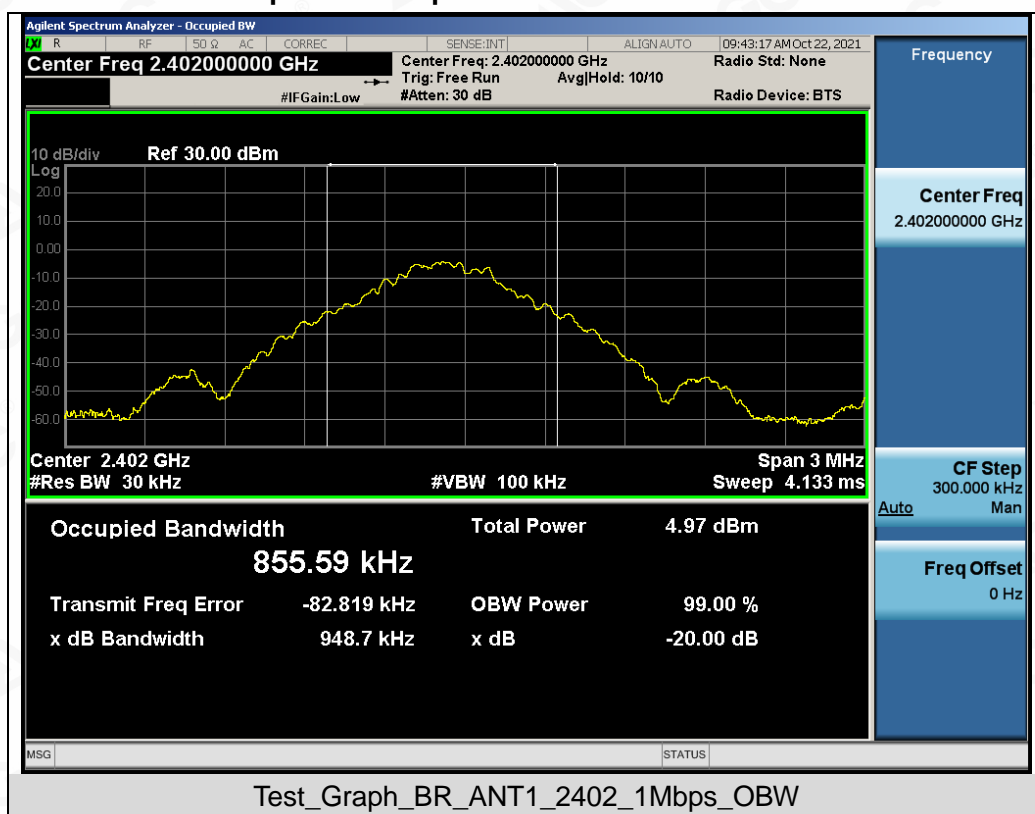 Agilent Spectrum Analyzer - Occupied BW
LXI R RF 50 Ω AC CORREC SENSE:INT ALIGN AUTO 09:43:17 AM Oct 22, 2021
Center Freq 2.402000000 GHz
Center Freq: 2.402000000 GHz
Radio Std: None
Trig: Free Run Avg|Hold: 10/10
#IFGain:Low
#Atten: 30 dB
Radio Device: BTS
Frequency
10 dB/div Ref 30.00 dBm
Log
20.0
10.0
0.00
-10.0
-20.0
-30.0
-40.0
-50.0
-60.0
Center Freq
2.402000000 GHz
Center 2.402 GHz
Span 3 MHz
#Res BW 30 kHz
#VBW 100 kHz
Sweep 4.133 ms
CF Step
300.000 kHz
Auto Man
Occupied Bandwidth
855.59 kHz
Total Power 4.97 dBm
Freq Offset
0 Hz
Transmit Freq Error -82.819 kHz
OBW Power 99.00 %
x dB Bandwidth 948.7 kHz
x dB -20.00 dB
MSG
STATUS
Test_Graph_BR_ANT1_2402_1Mbps_OBW